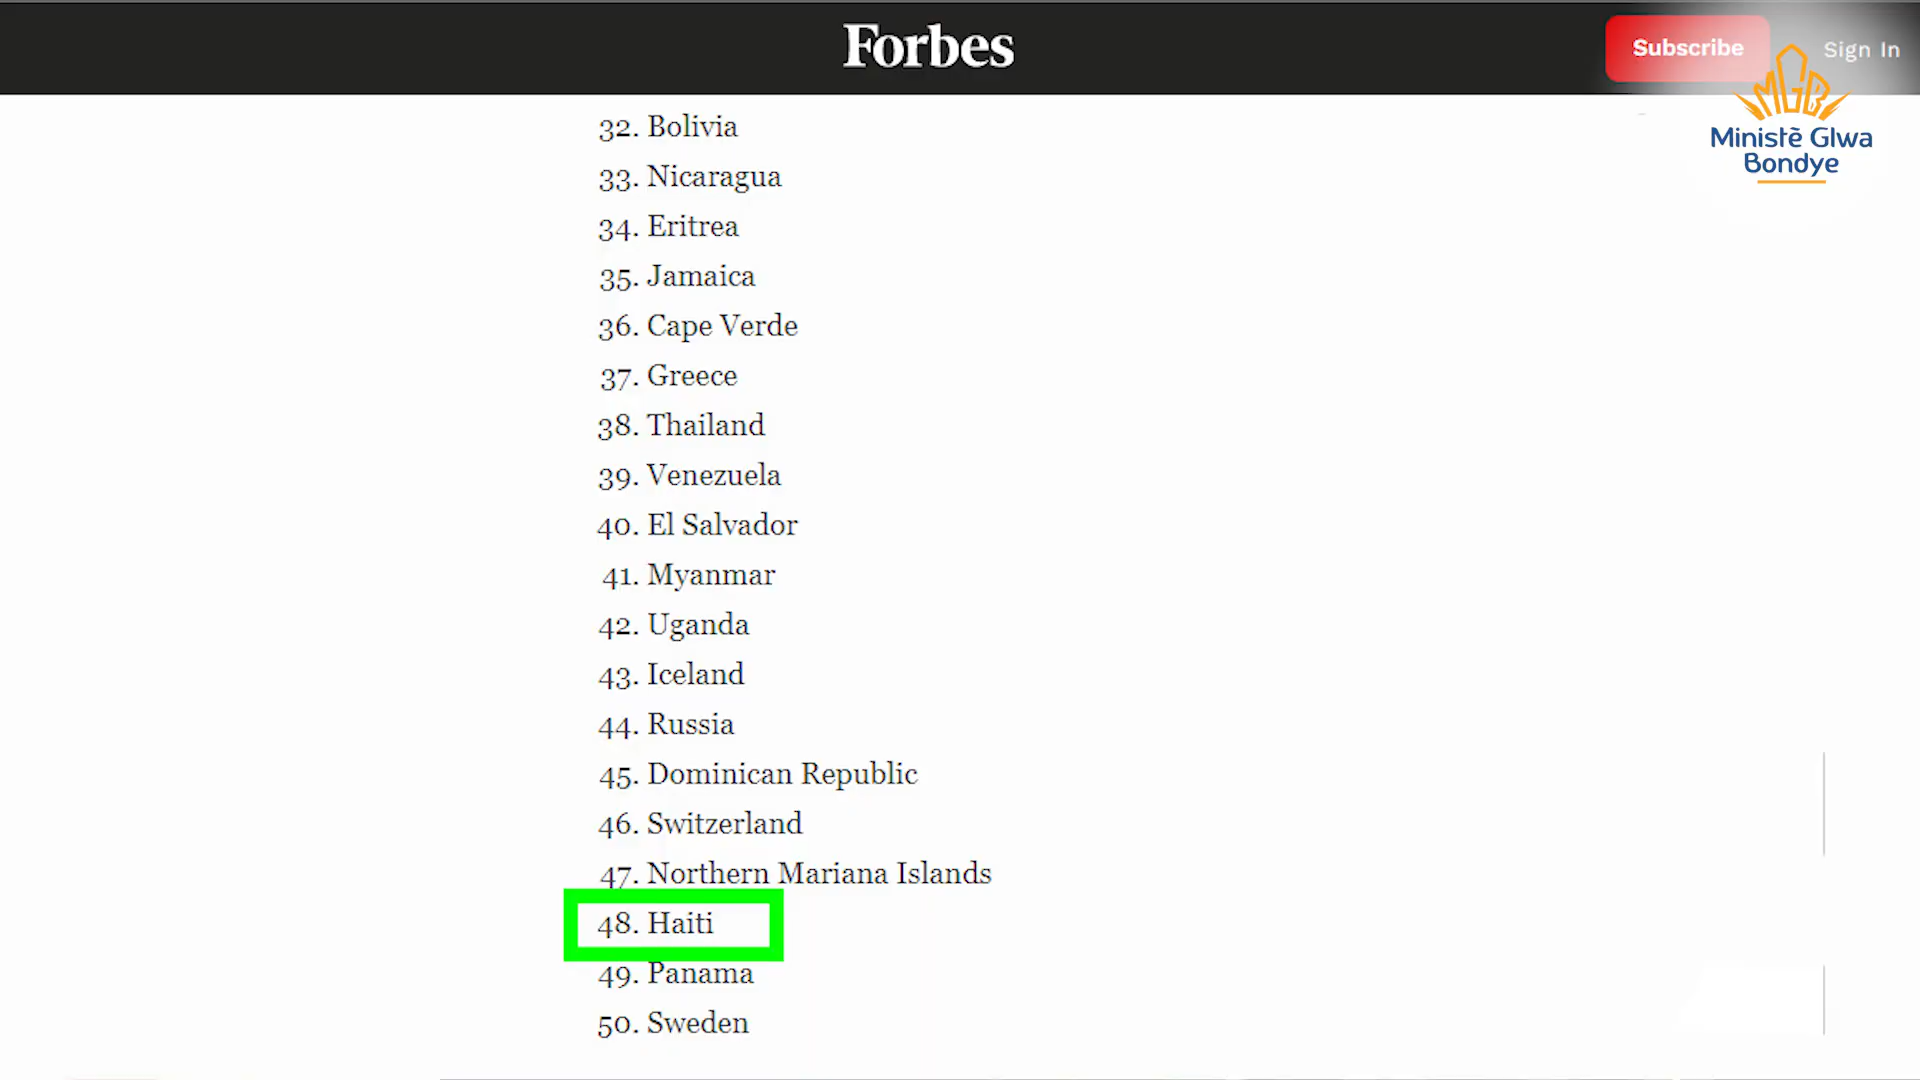 Forbes
Subscribe
Sign In
MGB
Ministè Glwa
Bondye
32. Bolivia
33. Nicaragua
34. Eritrea
35. Jamaica
36. Cape Verde
37. Greece
38. Thailand
39. Venezuela
40. El Salvador
41. Myanmar
42. Uganda
43. Iceland
44. Russia
45. Dominican Republic
46. Switzerland
47. Northern Mariana Islands
48. Haiti
49. Panama
50. Sweden